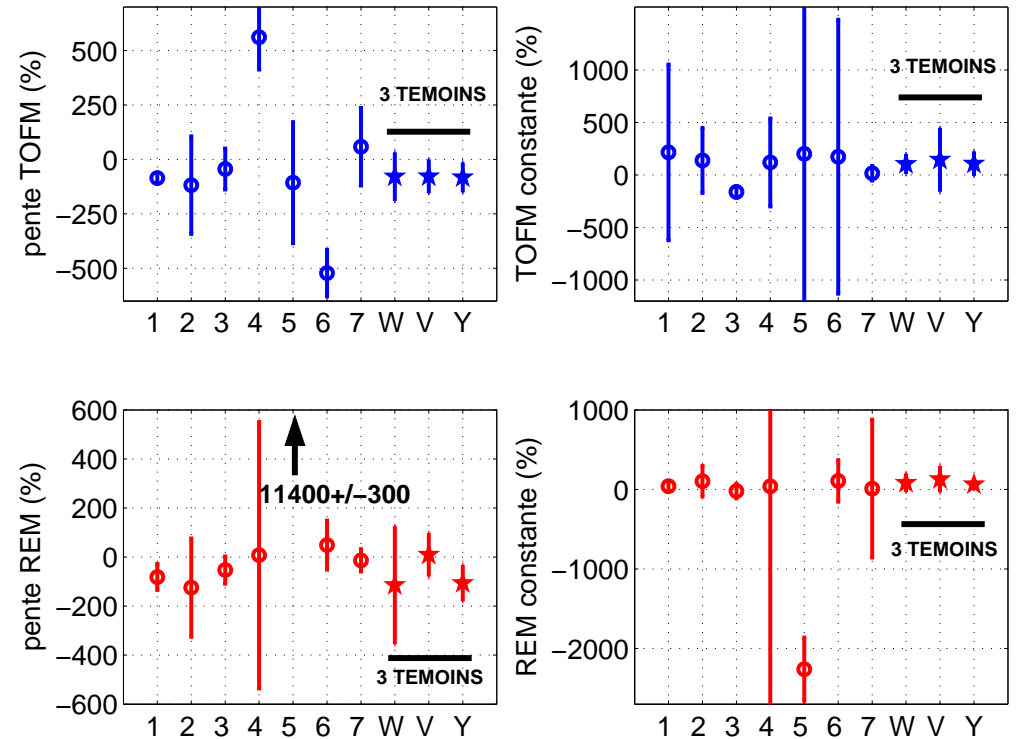 pente TOFM (%)
500
250
0
−250
−500
3 TEMOINS
1 2 3 4 5 6 7 W V Y
TOFM constante (%)
1000
500
0
−500
−1000
3 TEMOINS
1 2 3 4 5 6 7 W V Y
pente REM (%)
600
400
200
0
−200
−400
−600
11400+/−300
3 TEMOINS
1 2 3 4 5 6 7 W V Y
REM constante (%)
1000
0
−1000
−2000
3 TEMOINS
1 2 3 4 5 6 7 W V Y